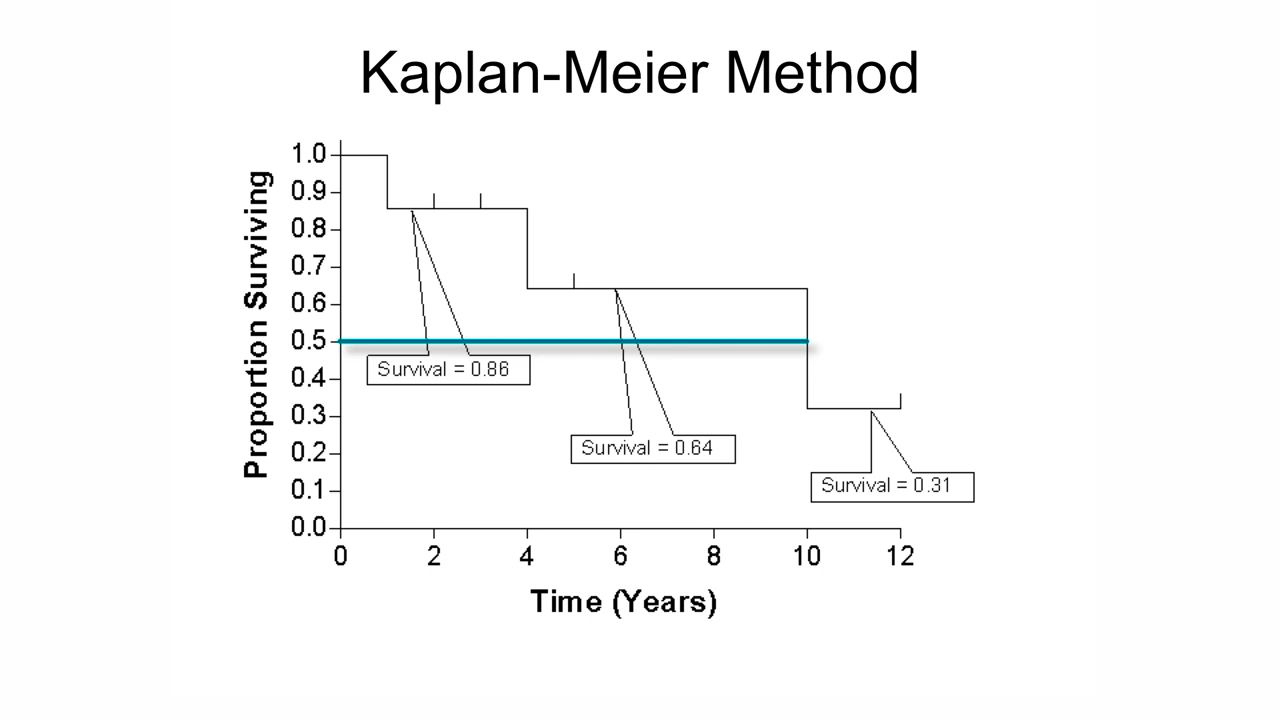 Kaplan-Meier Method
1.0
0.9
0.8
0.7
0.6
0.5
0.4
0.3
0.2
0.1
0.0
Proportion Surviving
Survival = 0.86
Survival = 0.64
Survival = 0.31
0 2 4 6 8 10 12
Time (Years)